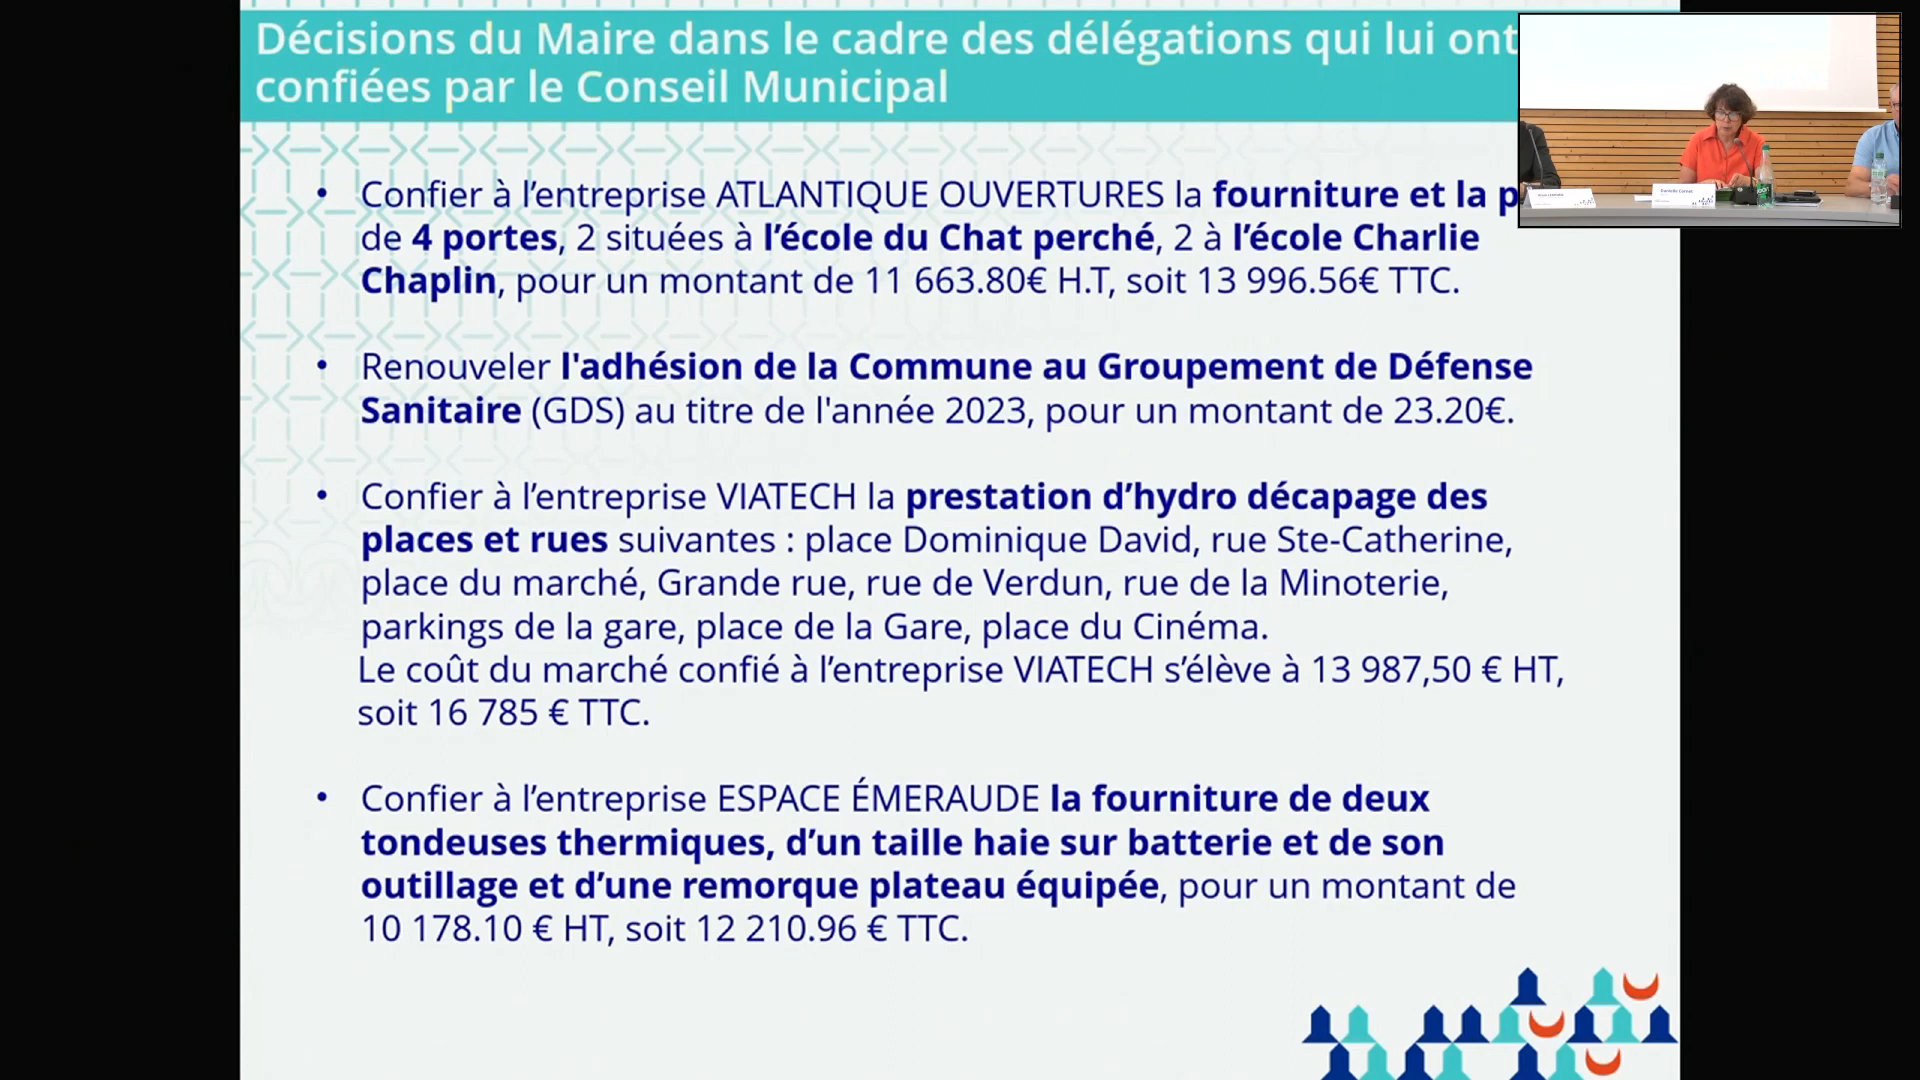 Décisions du Maire dans le cadre des délégations qui lui ont
confiées par le Conseil Municipal
• Confier à l’entreprise ATLANTIQUE OUVERTURES la fourniture et la
de 4 portes, 2 situées à l’école du Chat perché, 2 à l’école Charlie
Chaplin, pour un montant de 11 663.80€ H.T, soit 13 996.56€ TTC.
• Renouveler l'adhésion de la Commune au Groupement de Défense
Sanitaire (GDS) au titre de l'année 2023, pour un montant de 23.20€.
• Confier à l’entreprise VIATECH la prestation d’hydro décapage des
places et rues suivantes : place Dominique David, rue Ste-Catherine,
place du marché, Grande rue, rue de Verdun, rue de la Minoterie,
parkings de la gare, place de la Gare, place du Cinéma.
Le coût du marché confié à l’entreprise VIATECH s’élève à 13 987,50 € HT,
soit 16 785 € TTC.
• Confier à l’entreprise ESPACE ÉMERAUDE la fourniture de deux
tondeuses thermiques, d’un taille haie sur batterie et de son
outillage et d’une remorque plateau équipée, pour un montant de
10 178.10 € HT, soit 12 210.96 € TTC.